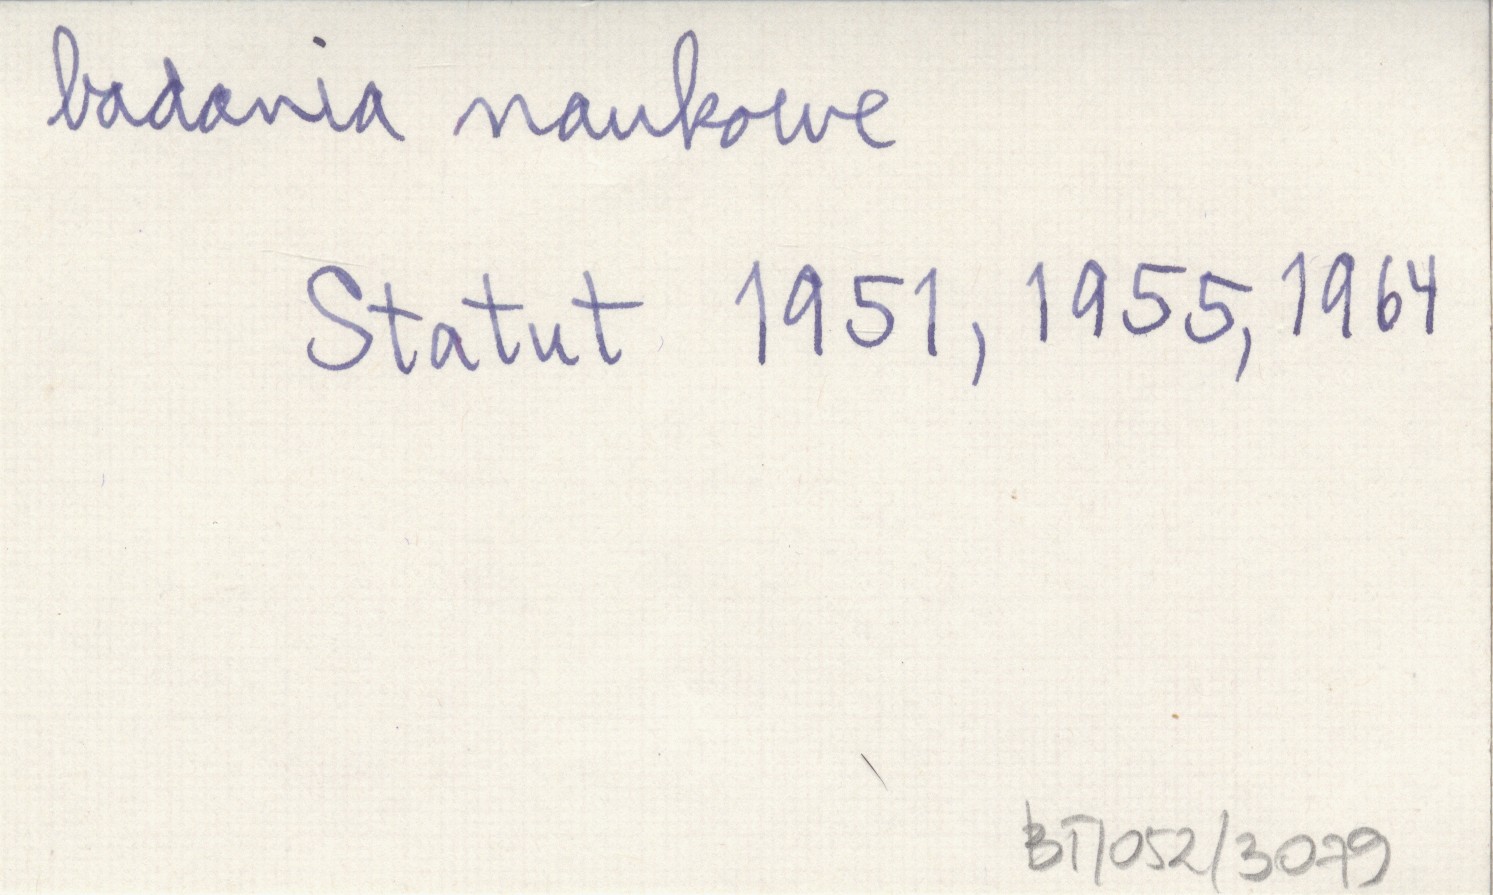 badania naukowe
Statut 1951, 1955, 1964
BT/052/3079